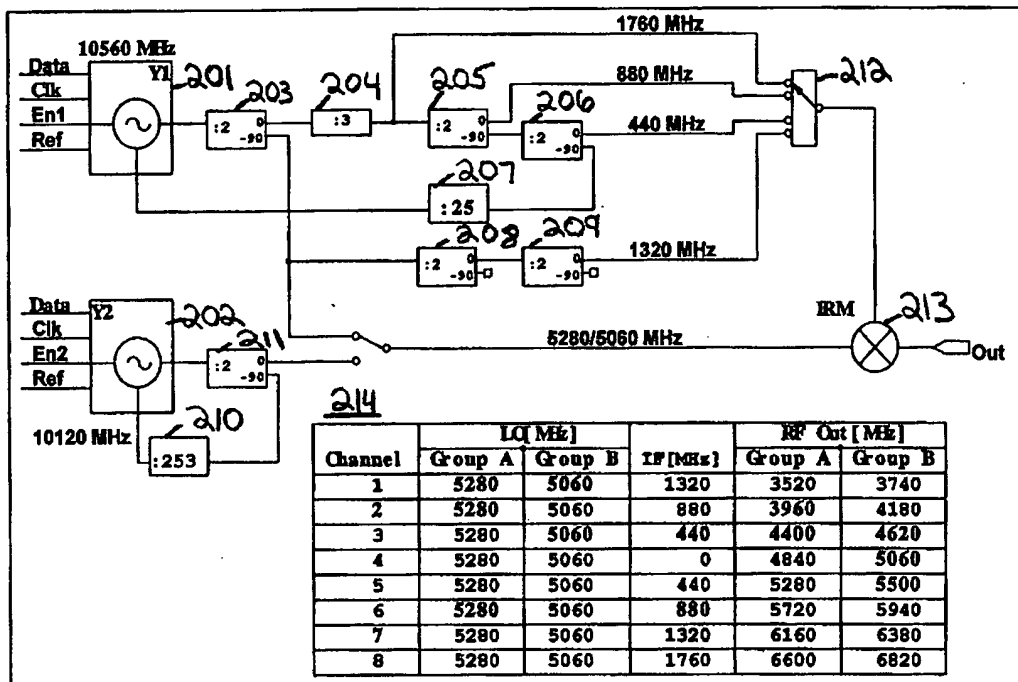 1760 MHz
10560 MHz
Data
Clk
En1
Ref
Y1
201
203
:2
0
-90
204
:3
205
:2
0
-90
880 MHz
206
:2
0
-90
440 MHz
212
207
:25
208
:2
0
-90
209
:2
0
-90
1320 MHz
Data
Clk
En2
Ref
Y2
202
211
:2
0
-90
5280/5060 MHz
IRM
213
Out
10120 MHz
210
:253
214
Channel LO[MHz] IF[MHz] RF Out[MHz]
Group A Group B Group A Group B
1 5280 5060 1320 3520 3740
2 5280 5060 880 3960 4180
3 5280 5060 440 4400 4620
4 5280 5060 0 4840 5060
5 5280 5060 440 5280 5500
6 5280 5060 880 5720 5940
7 5280 5060 1320 6160 6380
8 5280 5060 1760 6600 6820